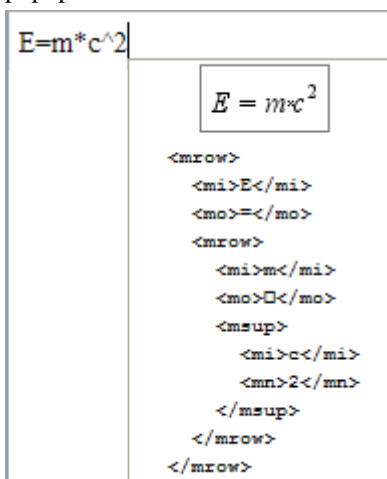 E=m*c^2
E = m·c²
<mrow>
<mi>E</mi>
<mo>=</mo>
<mrow>
<mi>m</mi>
<mo>□</mo>
<msup>
<mi>c</mi>
<mn>2</mn>
</msup>
</mrow>
</mrow>